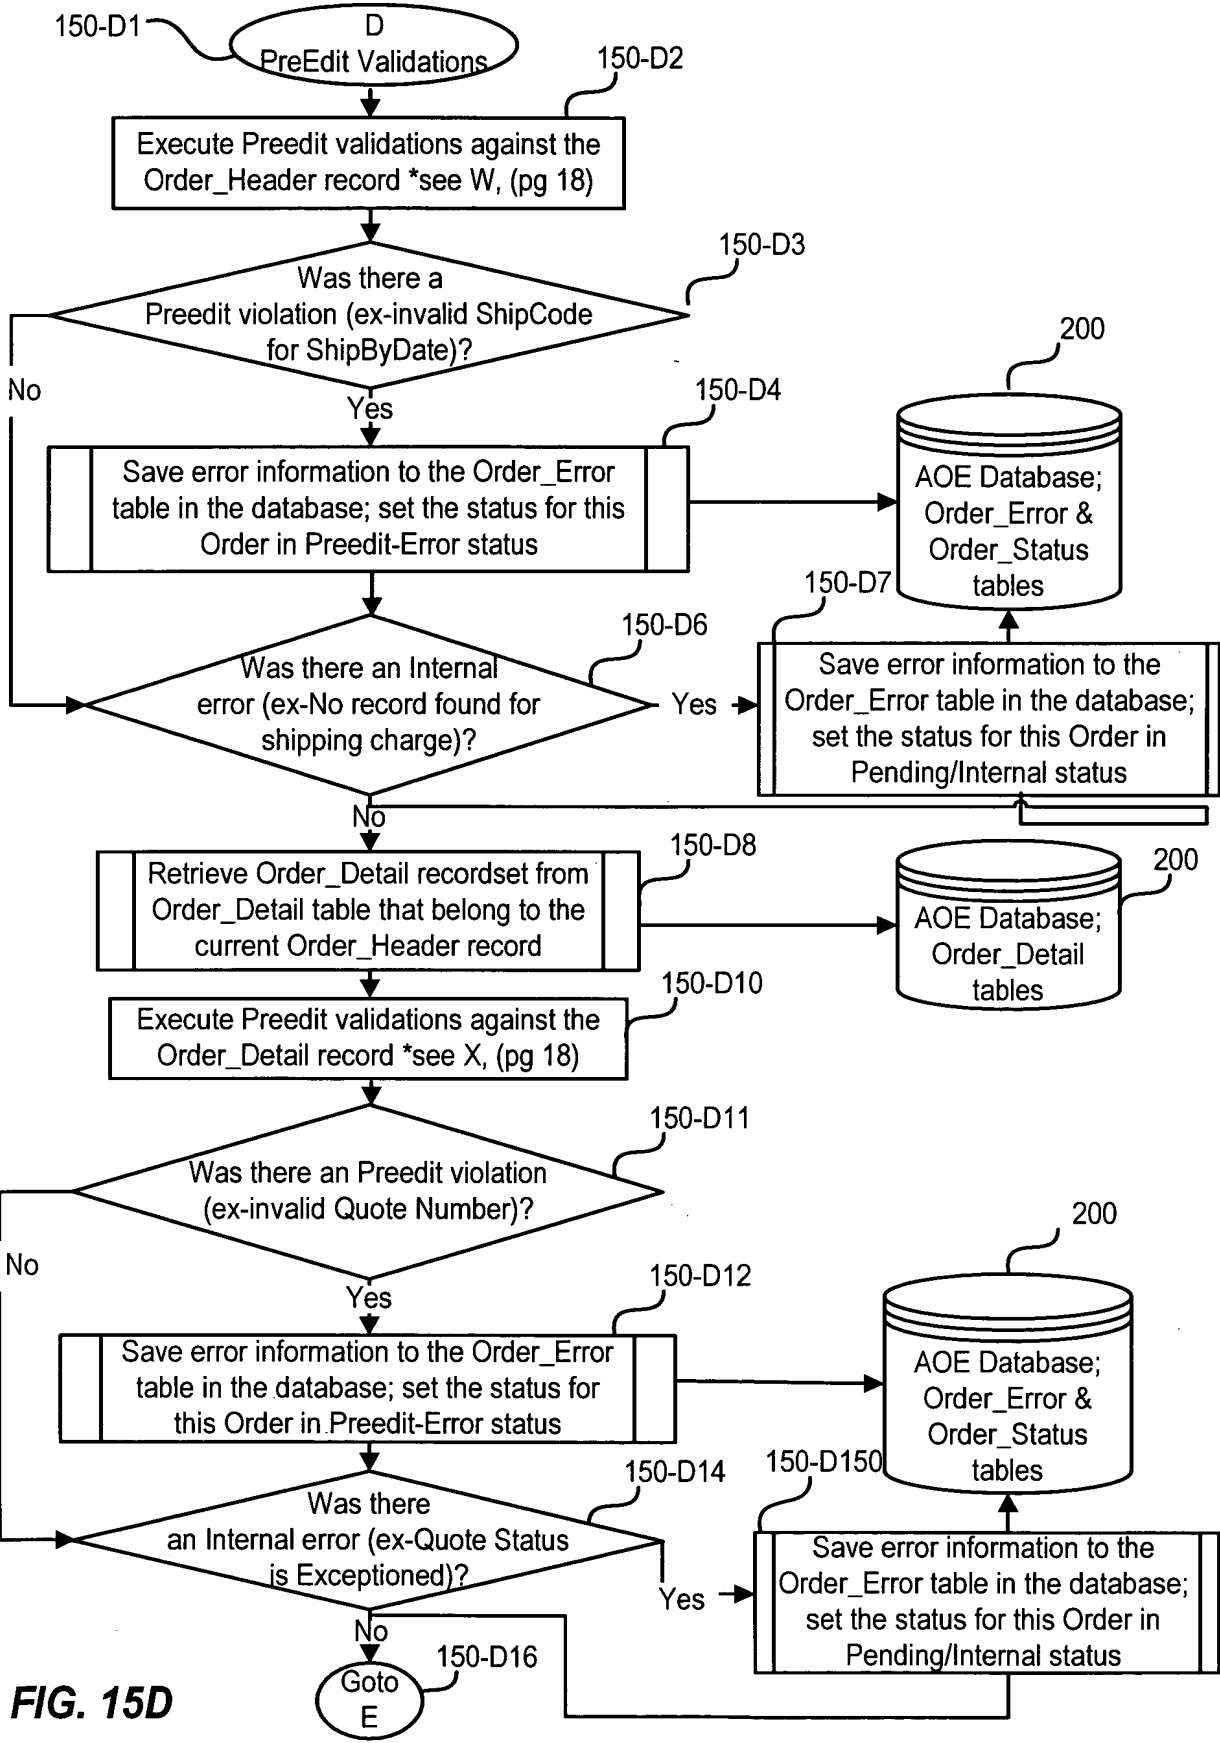 150-D1
D
PreEdit Validations
150-D2
Execute Preedit validations against the
Order_Header record *see W, (pg 18)
150-D3
Was there a
Preedit violation (ex-invalid ShipCode
for ShipByDate)?
No
Yes
150-D4
200
Save error information to the Order_Error
table in the database; set the status for this
Order in Preedit-Error status
AOE Database;
Order_Error &
Order_Status
tables
150-D7
150-D6
Was there an Internal
error (ex-No record found for
shipping charge)?
Yes
Save error information to the
Order_Error table in the database;
set the status for this Order in
Pending/Internal status
No
150-D8
200
Retrieve Order_Detail recordset from
Order_Detail table that belong to the
current Order_Header record
AOE Database;
Order_Detail
tables
150-D10
Execute Preedit validations against the
Order_Detail record *see X, (pg 18)
150-D11
Was there an Preedit violation
(ex-invalid Quote Number)?
No
Yes
200
150-D12
Save error information to the Order_Error
table in the database; set the status for
this Order in Preedit-Error status
AOE Database;
Order_Error &
Order_Status
tables
150-D14
150-D150
Was there
an Internal error (ex-Quote Status
is Exceptioned)?
Yes
Save error information to the
Order_Error table in the database;
set the status for this Order in
Pending/Internal status
No
150-D16
Goto
E
FIG. 15D